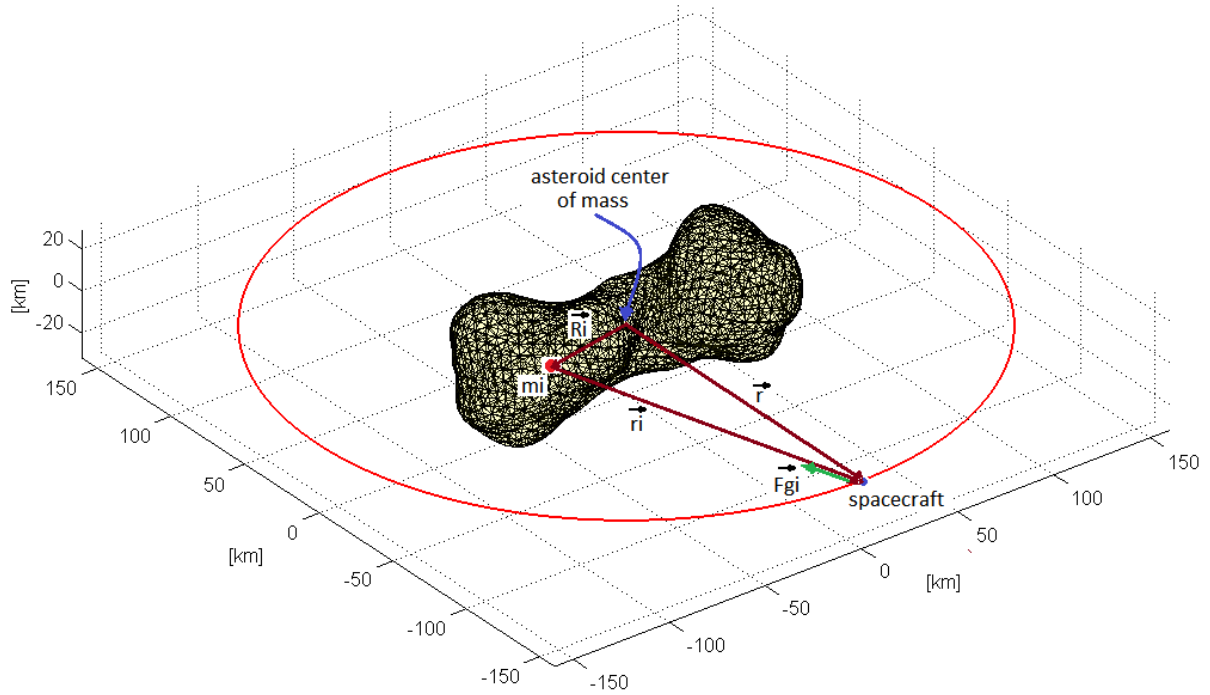 asteroid center
of mass
20
0
-20
[km]
Ri
mi
r
ri
Fgi
spacecraft
150
100
50
0
-50
-100
-150
[km]
150
100
50
0
-50
-100
-150
[km]